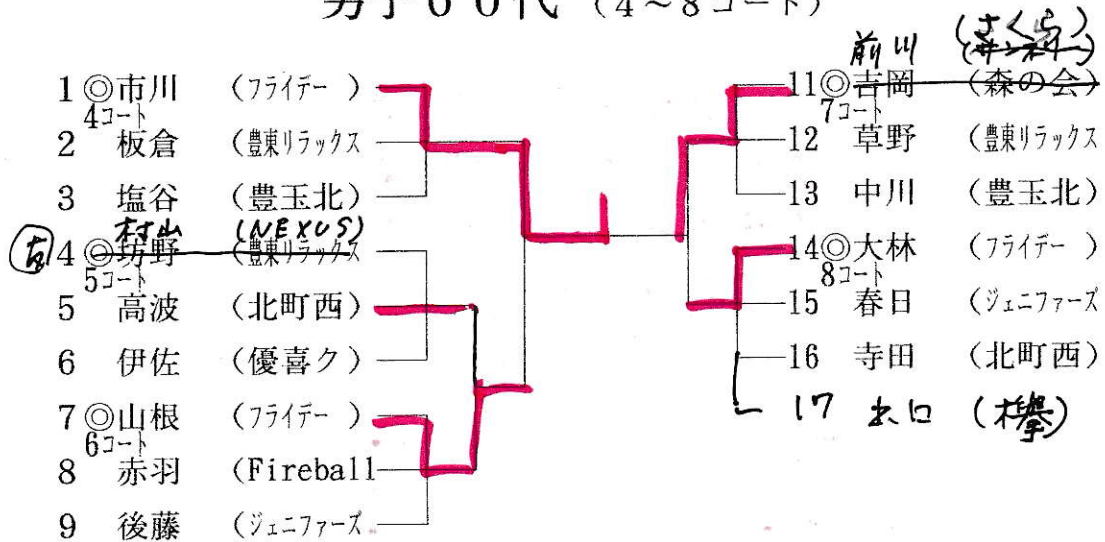 男子60代 (4~8コート)
1 ◎市川 (フライデー )
4コート
2 板倉 (豊東リラックス
3 塩谷 (豊玉北)
村山 (NEXUS)
4 ◎坊野 (豊東リラックス
5コート
5 高波 (北町西)
6 伊佐 (優喜ク)
7 ◎山根 (フライデー )
6コート
8 赤羽 (Fireball
9 後藤 (ジェニファーズ
前川 (さくら)
11◎吉岡 (森の会)
7コート
12 草野 (豊東リラックス
13 中川 (豊玉北)
14◎大林 (フライデー )
8コート
15 春日 (ジェニファーズ
16 寺田 (北町西)
17 出口 (欅)